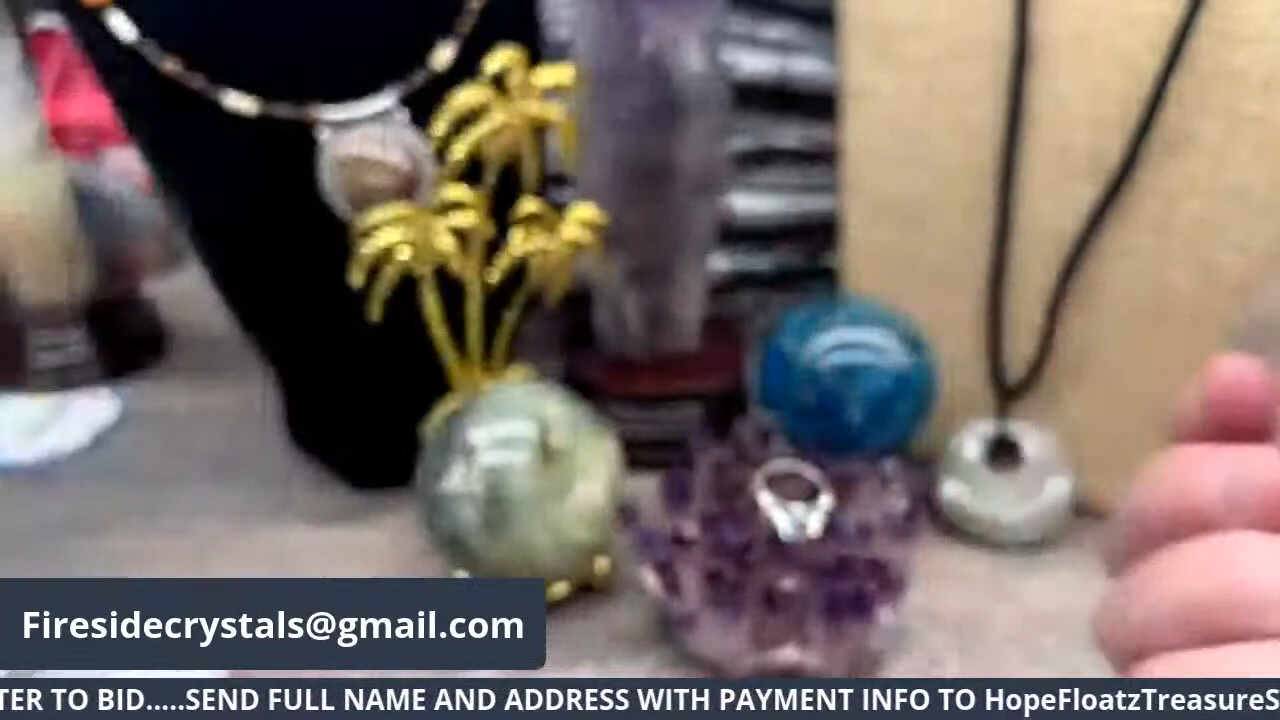 Firesidecrystals@gmail.com
TER TO BID.....SEND FULL NAME AND ADDRESS WITH PAYMENT INFO TO HopeFloatzTreasureS